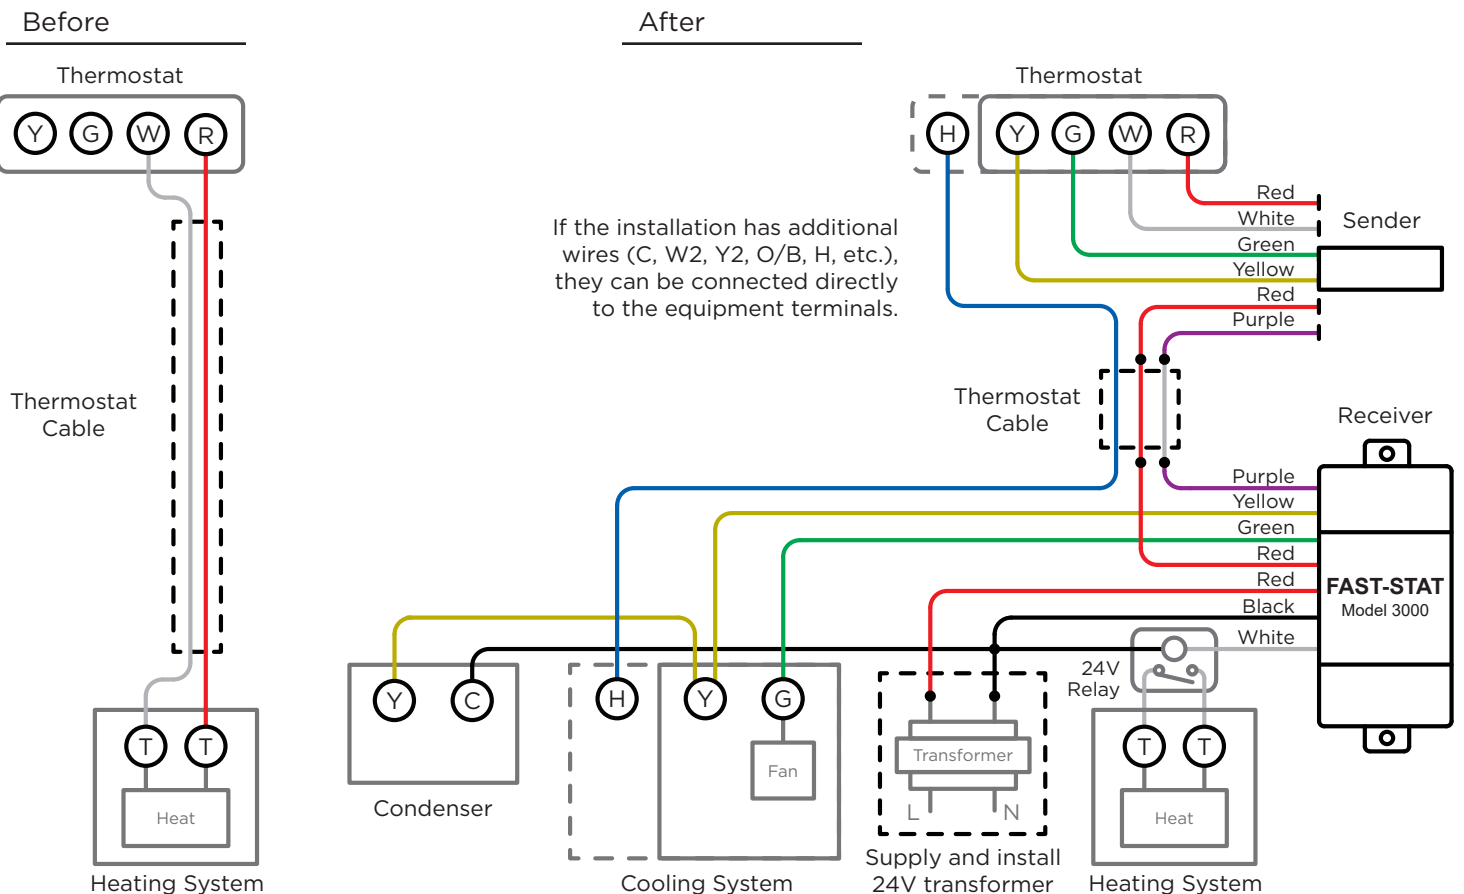 Before
Thermostat
Y G W R
Thermostat
Cable
T T
Heat
Heating System
After
Thermostat
H Y G W R
If the installation has additional
wires (C, W2, Y2, O/B, H, etc.),
they can be connected directly
to the equipment terminals.
Red
White
Green
Yellow
Red
Purple
Sender
Thermostat
Cable
Receiver
Purple
Yellow
Green
Red
Red
Black
White
FAST-STAT
Model 3000
24V
Relay
Y C
Condenser
H Y G
Fan
Cooling System
Transformer
L N
Supply and install
24V transformer
T T
Heat
Heating System